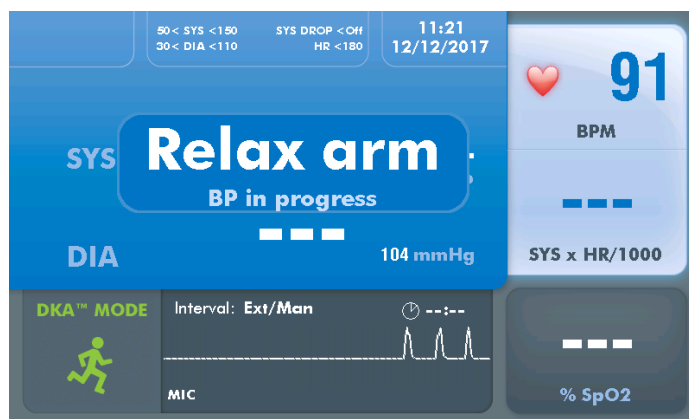 50< SYS <150 SYS DROP <Off
30< DIA <110 HR <180
11:21
12/12/2017
91
BPM
SYS
Relax arm
BP in progress
---
DIA
104 mmHg
---
SYS x HR/1000
DKA™ MODE
Interval: Ext/Man --:--
MIC
---
% SpO2